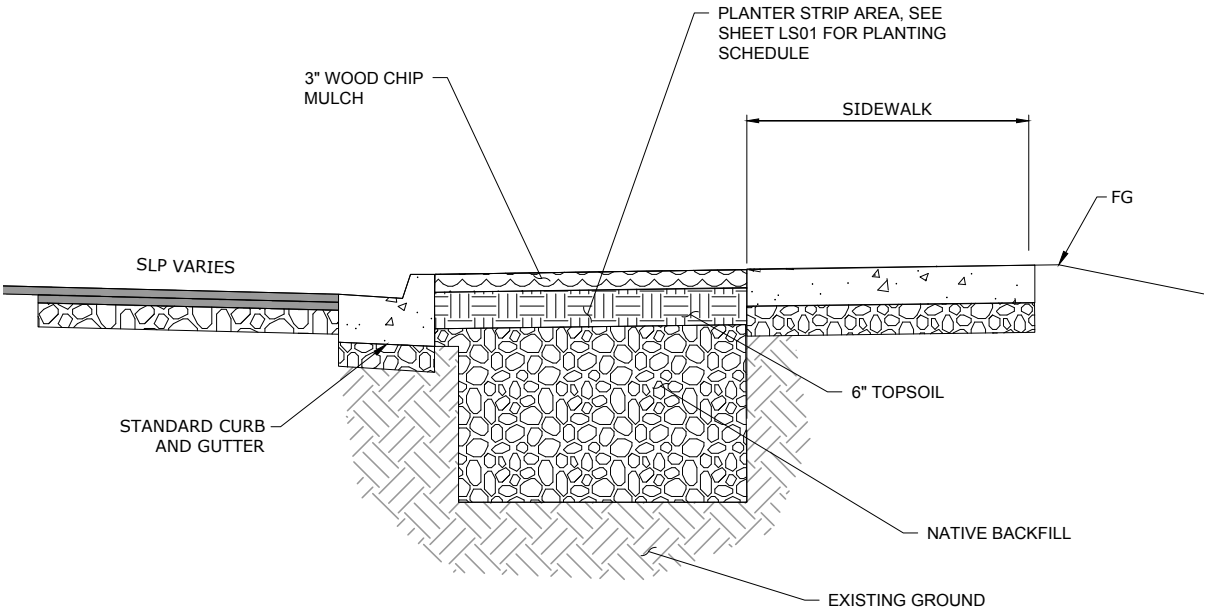 PLANTER STRIP AREA, SEE
SHEET LS01 FOR PLANTING
SCHEDULE
3" WOOD CHIP
MULCH
SIDEWALK
FG
SLP VARIES
6" TOPSOIL
STANDARD CURB
AND GUTTER
NATIVE BACKFILL
EXISTING GROUND